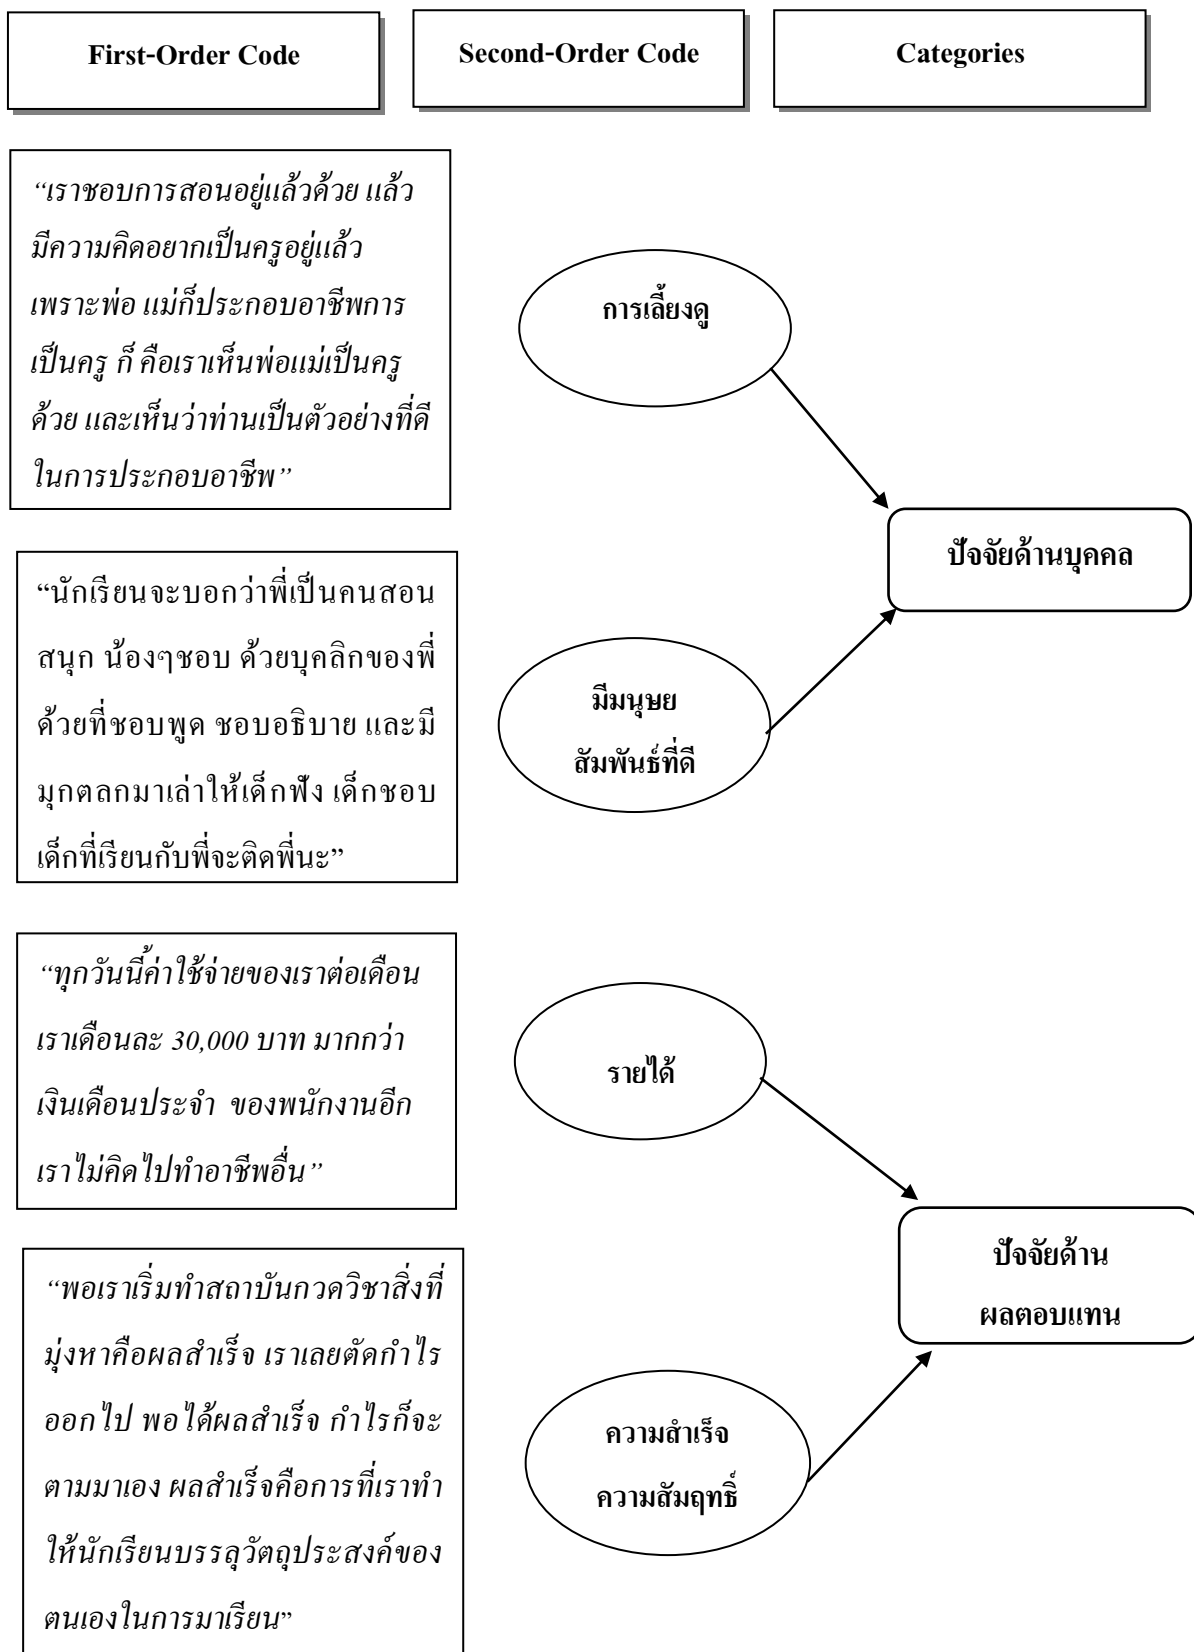 First-Order Code
Second-Order Code
Categories
“เราชอบการสอนอยู่แล้วด้วย แล้ว
มีความคิดอยากเป็นครูอยู่แล้ว
เพราะพ่อ แม่ก็ประกอบอาชีพการ
เป็นครู ก็ คือเราเห็นพ่อแม่เป็นครู
ด้วย และเห็นว่าท่านเป็นตัวอย่างที่ดี
ในการประกอบอาชีพ”
การเลี้ยงดู
ปัจจัยด้านบุคคล
“นักเรียนจะบอกว่าพี่เป็นคนสอน
สนุก น้องๆชอบ ด้วยบุคลิกของพี่
ด้วยที่ชอบพูด ชอบอธิบาย และมี
มุกตลกมาเล่าให้เด็กฟัง เด็กชอบ
เด็กที่เรียนกับพี่จะติดพี่นะ”
มีมนุษย
สัมพันธ์ที่ดี
“ทุกวันนี้ค่าใช้จ่ายของเราต่อเดือน
เราเดือนละ 30,000 บาท มากกว่า
เงินเดือนประจำ ของพนักงานอีก
เราไม่คิดไปทำอาชีพอื่น”
รายได้
ปัจจัยด้าน
ผลตอบแทน
“พอเราเริ่มทำสถาบันกวดวิชาสิ่งที่
มุ่งหาคือผลสำเร็จ เราเลยตัดกำไร
ออกไป พอได้ผลสำเร็จ กำไรก็จะ
ตามมาเอง ผลสำเร็จคือการที่เราทำ
ให้นักเรียนบรรลุวัตถุประสงค์ของ
ตนเองในการมาเรียน”
ความสำเร็จ
ความสัมฤทธิ์